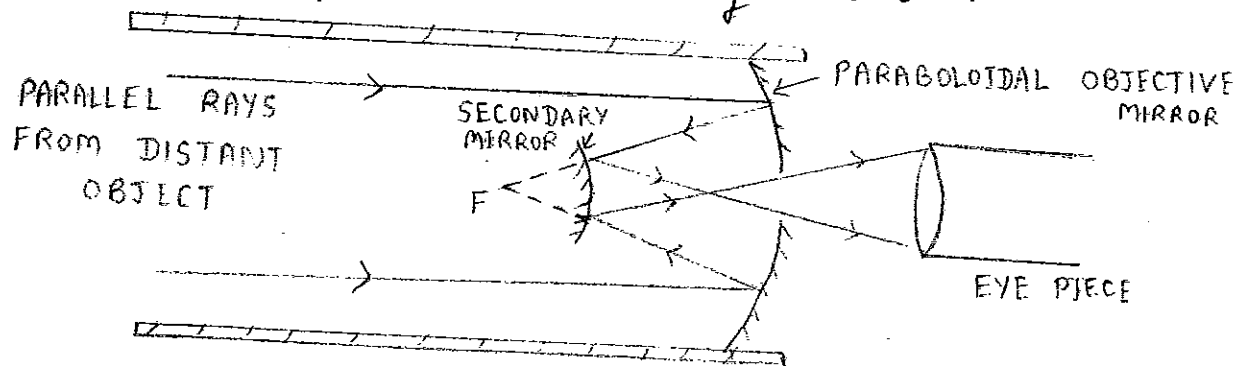 PARALLEL RAYS
FROM DISTANT
OBJECT
SECONDARY
MIRROR
F
PARABOLOIDAL OBJECTIVE
MIRROR
EYE PIECE